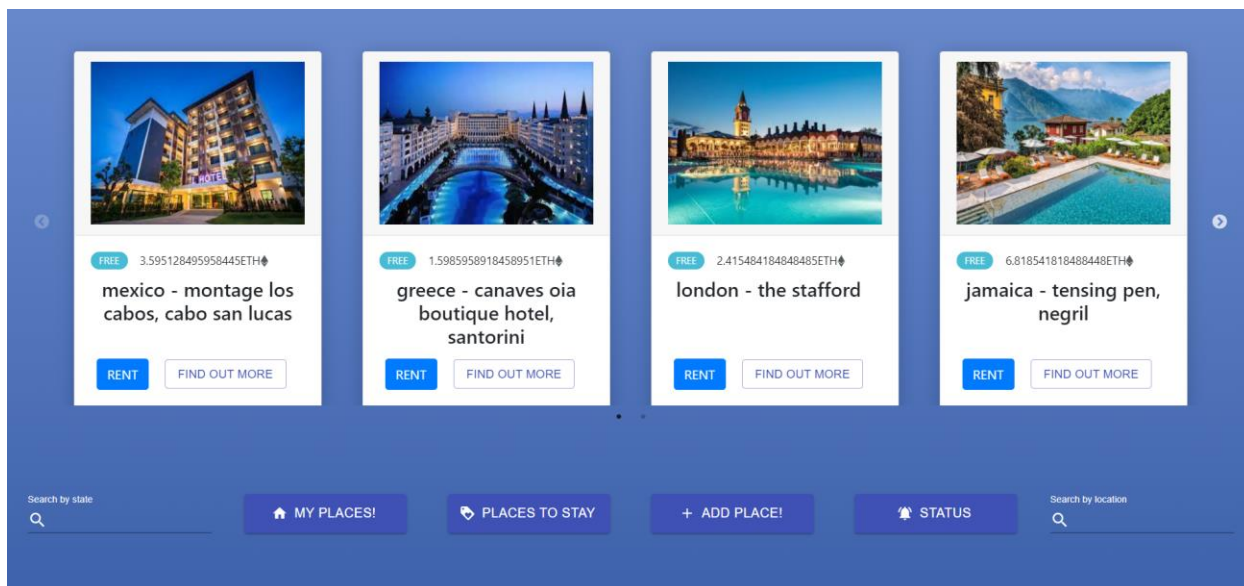 HOTEL
FREE 3.595128495958445ETH
mexico - montage los
cabos, cabo san lucas
RENT FIND OUT MORE
FREE 1.5985958918458951ETH
greece - canaves oia
boutique hotel,
santorini
RENT FIND OUT MORE
FREE 2.415484184848485ETH
london - the stafford
RENT FIND OUT MORE
FREE 6.818541818488448ETH
jamaica - tensing pen,
negril
RENT FIND OUT MORE
Search by state
MY PLACES!
PLACES TO STAY
+ ADD PLACE!
STATUS
Search by location